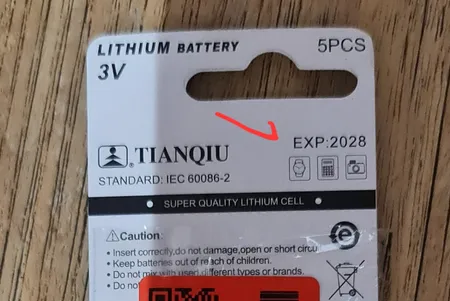 LITHIUM BATTERY
5PCS
3V
EXP:2028
TIANQIU
STANDARD: IEC 60086-2
SUPER QUALITY LITHIUM CELL
⚠Caution:
• Insert correctly,do not damage,open or short circu
• Keep batteries out of reach of children.
• Do not mix with used,different types or brands.
• Do no